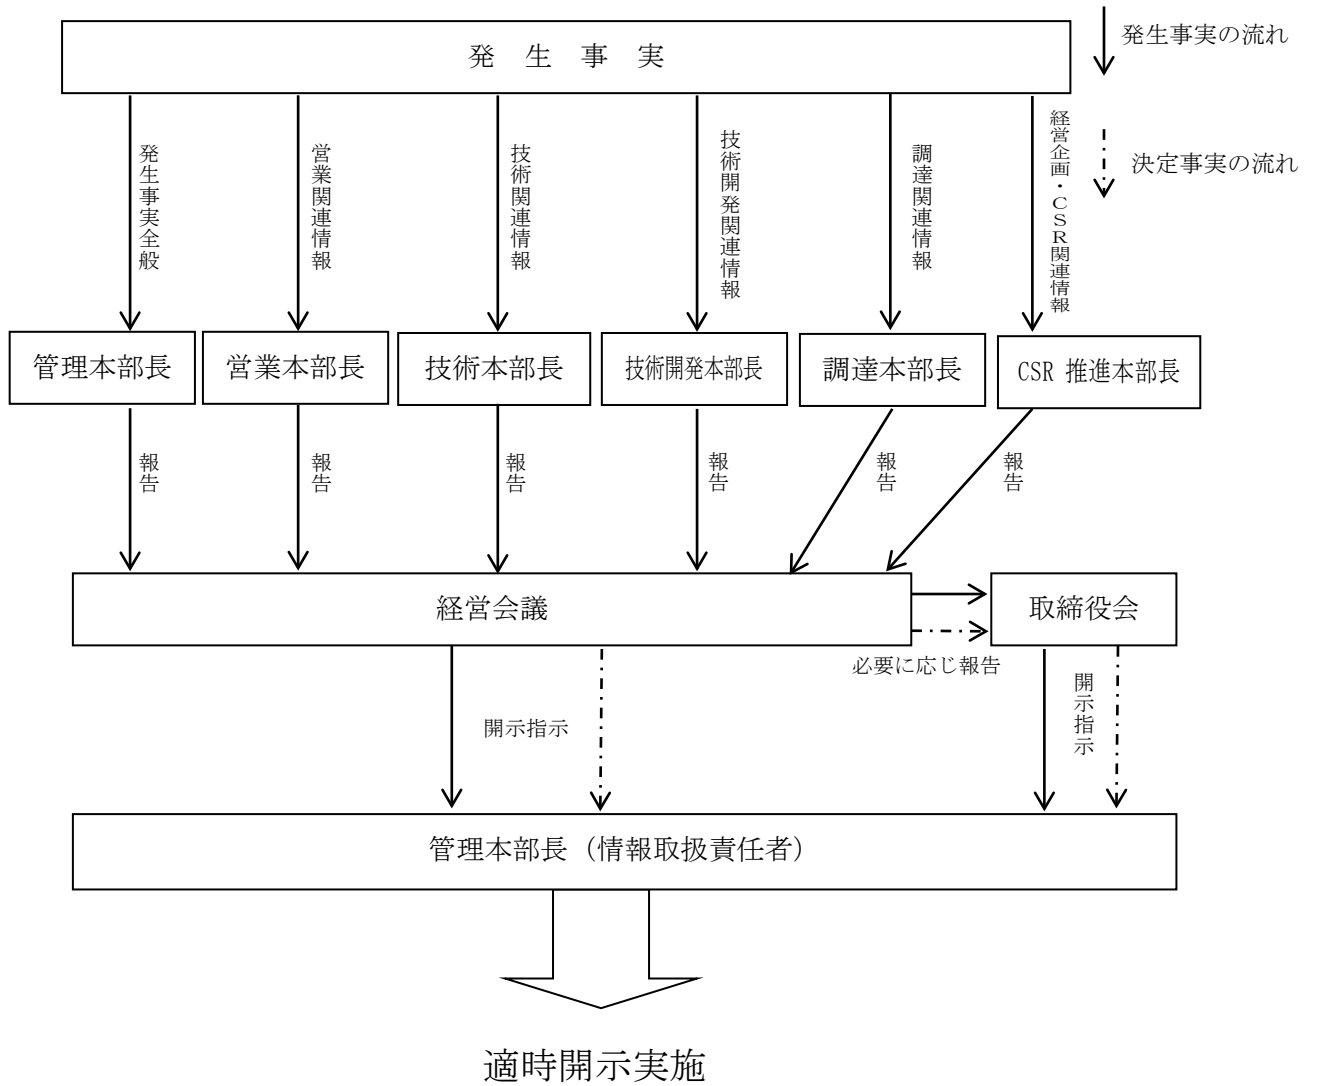 発 生 事 実
発生事実の流れ
決定事実の流れ
発生事実全般
営業関連情報
技術関連情報
技術開発関連情報
調達関連情報
経営企画・CSR関連情報
管理本部長
営業本部長
技術本部長
技術開発本部長
調達本部長
CSR 推進本部長
報告
報告
報告
報告
報告
報告
経営会議
取締役会
必要に応じ報告
開示指示
開示指示
管理本部長（情報取扱責任者）
適時開示実施